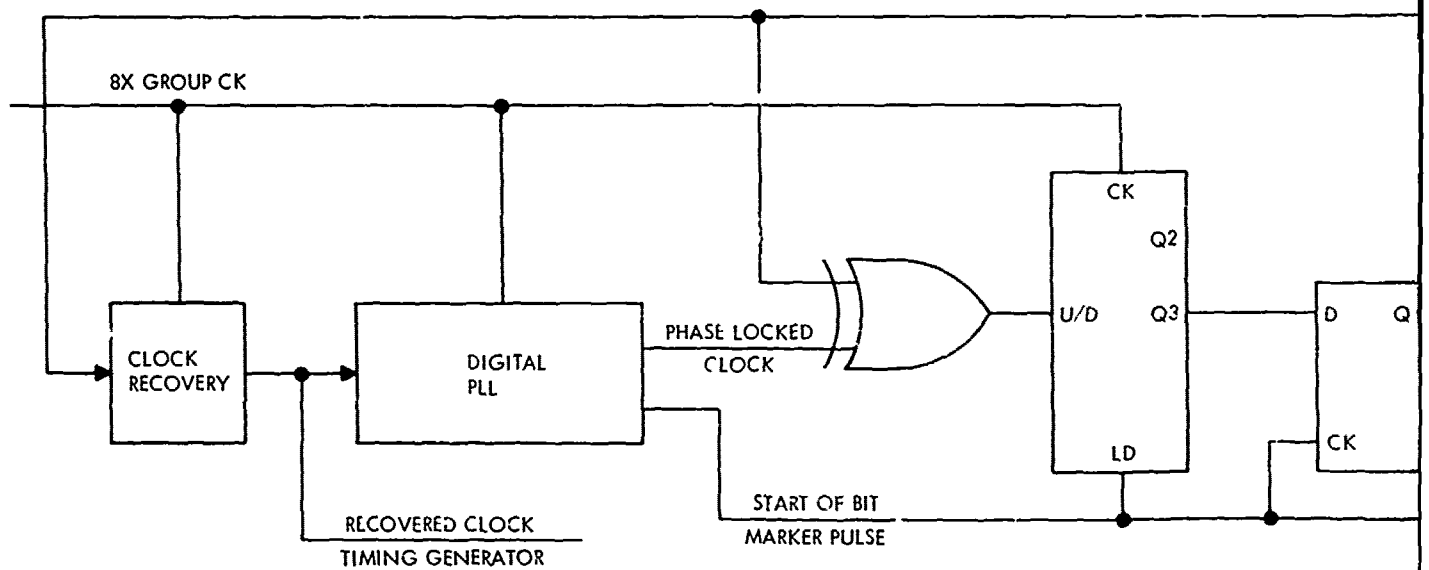 8X GROUP CK
CK
Q2
U/D
Q3
D
Q
PHASE LOCKED
CLOCK
CLOCK
RECOVERY
DIGITAL
PLL
CK
LD
START OF BIT
MARKER PULSE
RECOVERED CLOCK
TIMING GENERATOR